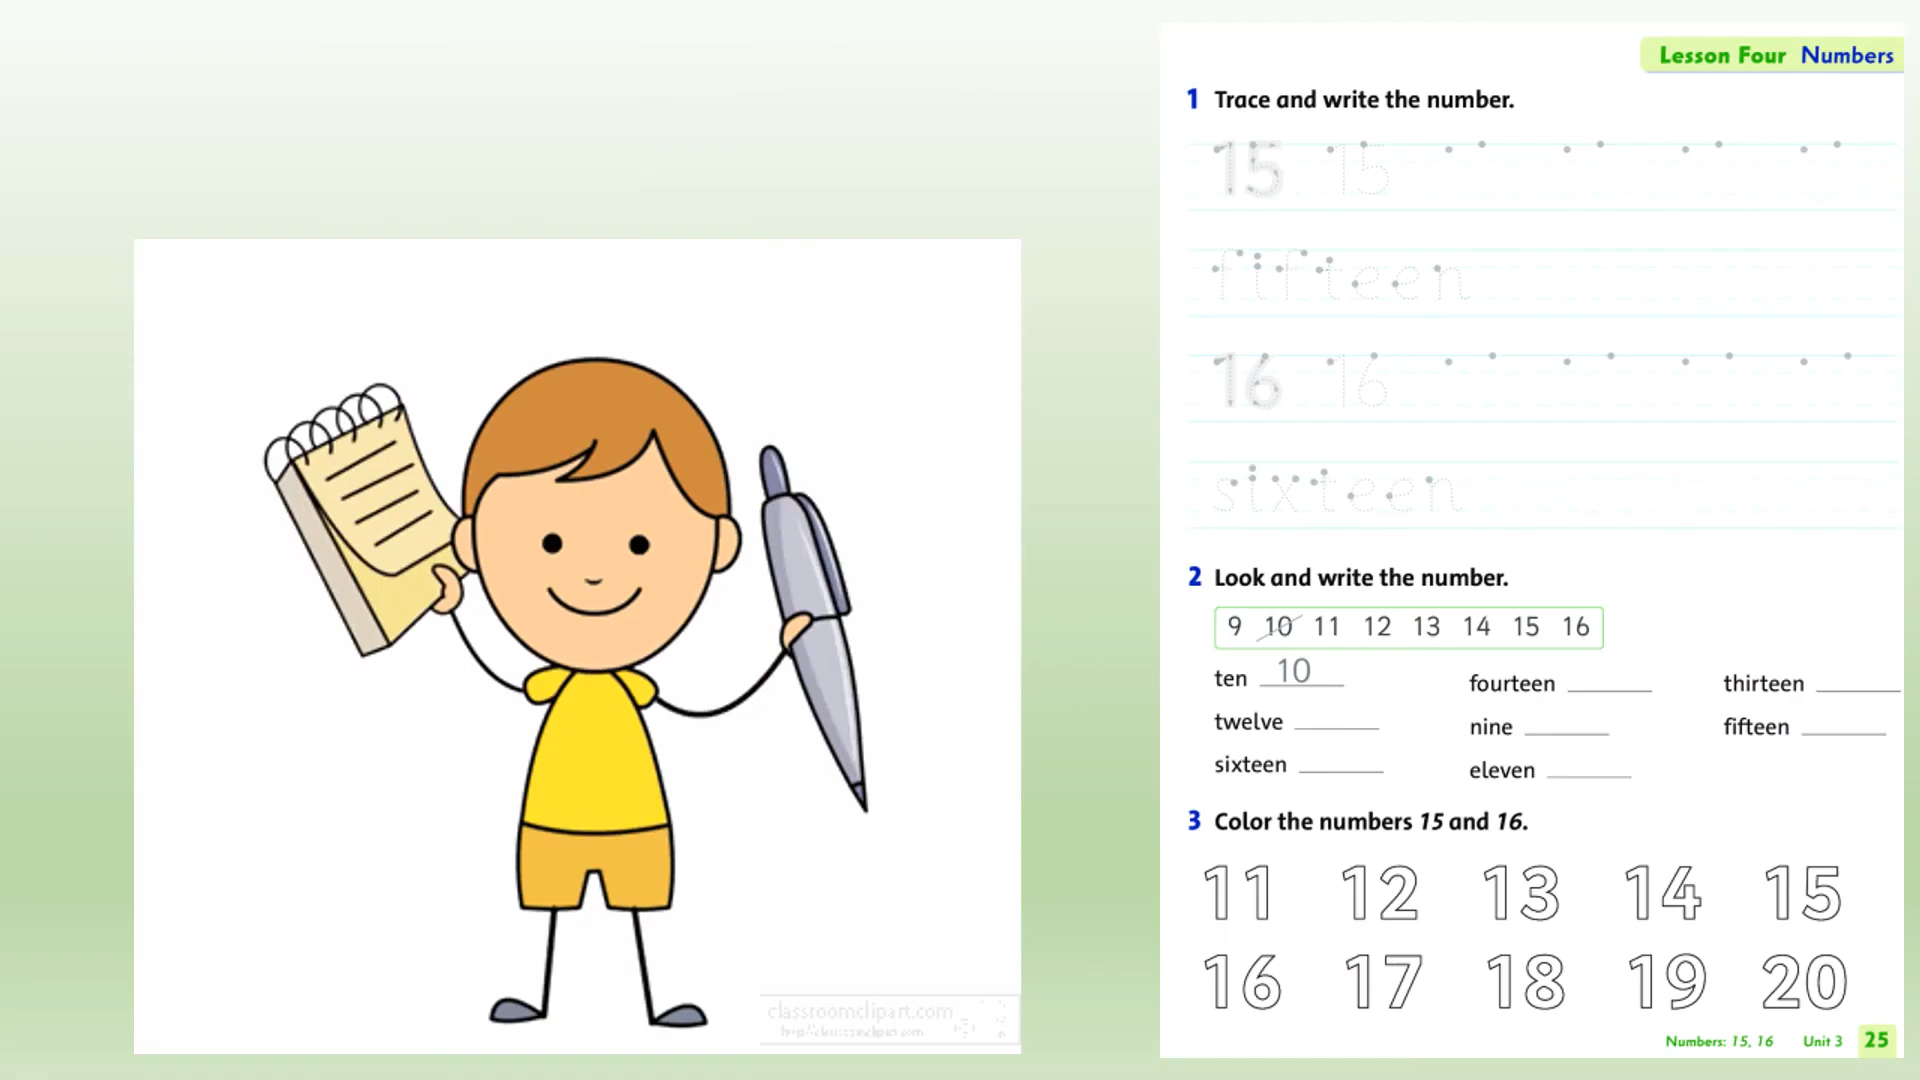 Lesson Four Numbers
1 Trace and write the number.
15 15
fifteen
16 16
sixteen
2 Look and write the number.
9 10 11 12 13 14 15 16
ten 10 fourteen thirteen
twelve nine fifteen
sixteen eleven
3 Color the numbers 15 and 16.
11 12 13 14 15
16 17 18 19 20
classroomclipart.com
Numbers: 15, 16 Unit 3 25